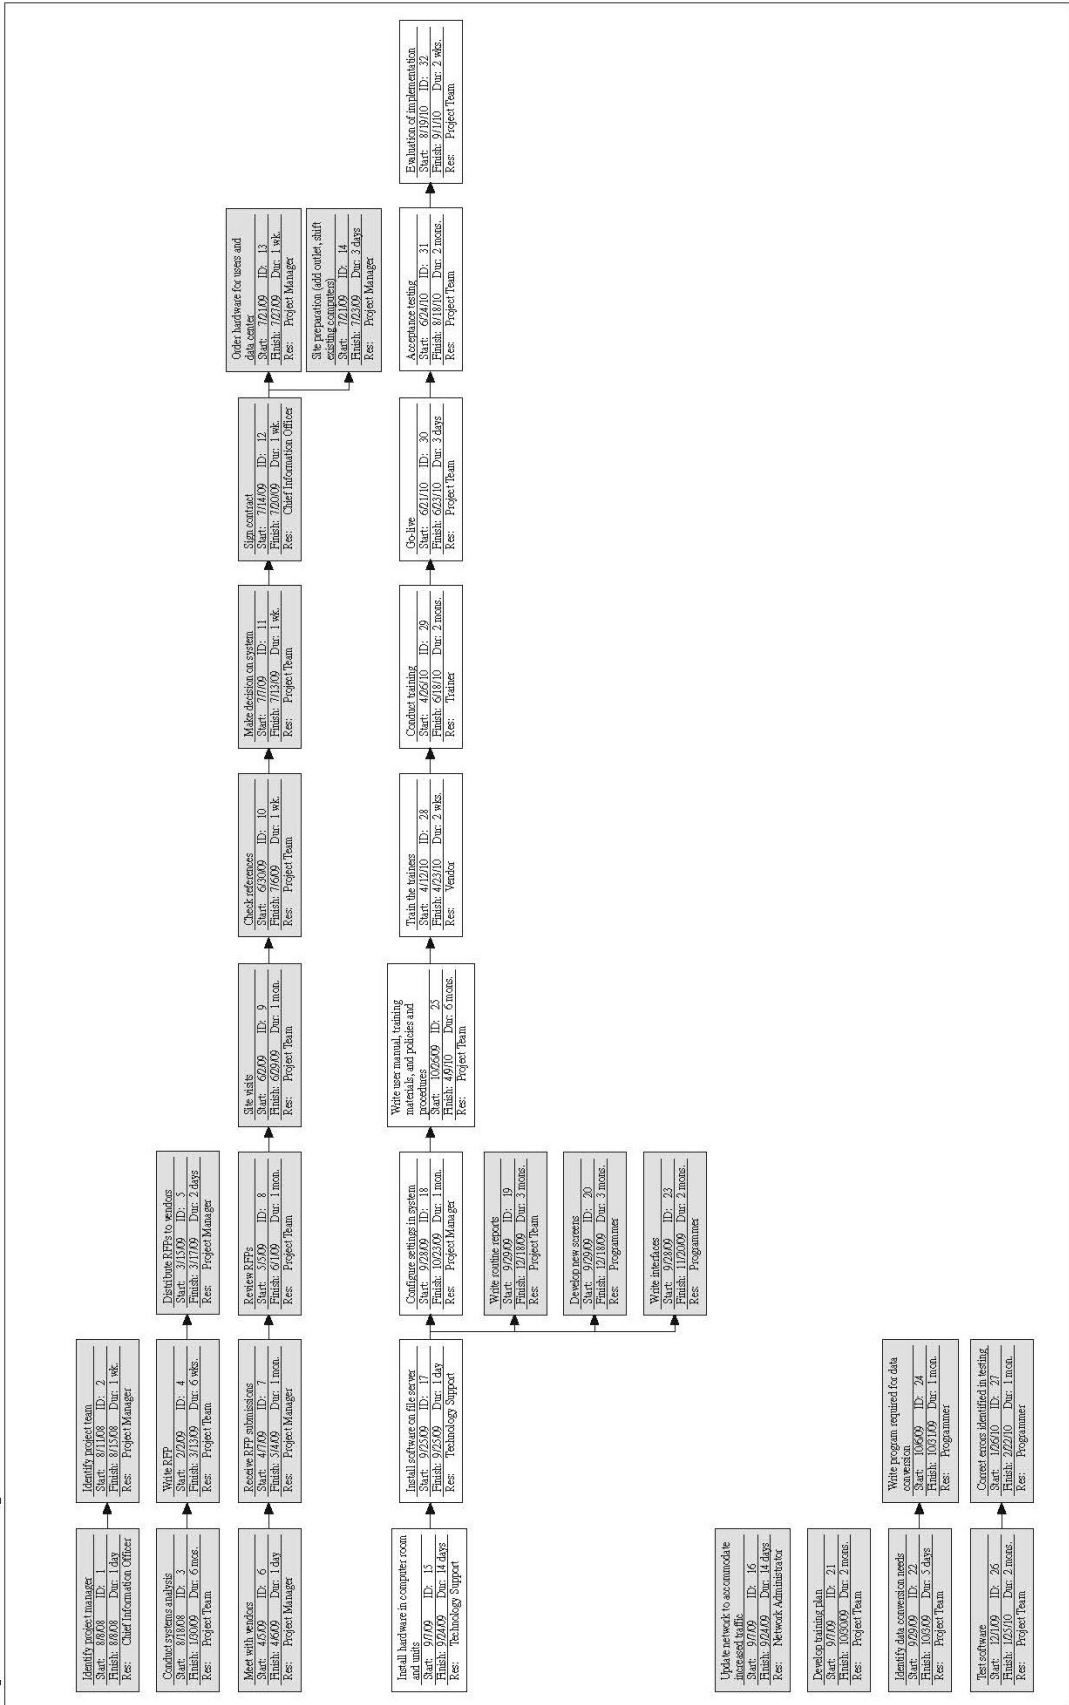 Identify project manager
Start: 8/8/08 ID: 1
Finish: 8/8/08 Dur: 1 day
Res: Chief Information Officer
Identify project team
Start: 8/11/08 ID: 2
Finish: 8/15/08 Dur: 1 wk.
Res: Project Manager
Conduct systems analysis
Start: 8/18/08 ID: 3
Finish: 1/30/09 Dur: 6 mos.
Res: Project Team
Write RFP
Start: 2/2/09 ID: 4
Finish: 3/13/09 Dur: 6 wks.
Res: Project Team
Distribute RFPs to vendors
Start: 3/15/09 ID: 5
Finish: 3/17/09 Dur: 2 days
Res: Project Manager
Meet with vendors
Start: 4/5/09 ID: 6
Finish: 4/6/09 Dur: 1 day
Res: Project Manager
Receive RFP submissions
Start: 4/7/09 ID: 7
Finish: 5/4/09 Dur: 1 mon.
Res: Project Manager
Review RFPs
Start: 5/5/09 ID: 8
Finish: 6/1/09 Dur: 1 mon.
Res: Project Team
Site visits
Start: 6/2/09 ID: 9
Finish: 6/29/09 Dur: 1 mon.
Res: Project Team
Check references
Start: 6/30/09 ID: 10
Finish: 7/6/09 Dur: 1 wk.
Res: Project Team
Make decision on system
Start: 7/7/09 ID: 11
Finish: 7/13/09 Dur: 1 wk.
Res: Project Team
Sign contract
Start: 7/14/09 ID: 12
Finish: 7/20/09 Dur: 1 wk.
Res: Chief Information Officer
Order hardware for users and
data center
Start: 7/21/09 ID: 13
Finish: 7/27/09 Dur: 1 wk.
Res: Project Manager
Site preparation (add outlet, shift
existing computers)
Start: 7/21/09 ID: 14
Finish: 7/23/09 Dur: 3 days
Res: Project Manager
Install hardware in computer room
and units
Start: 9/7/09 ID: 15
Finish: 9/24/09 Dur: 14 days
Res: Technology Support
Install software on file server
Start: 9/25/09 ID: 17
Finish: 9/25/09 Dur: 1 day
Res: Technology Support
Configure settings in system
Start: 9/28/09 ID: 18
Finish: 10/23/09 Dur: 1 mon.
Res: Project Manager
Write user manual, training
materials, and policies and
procedures
Start: 10/26/09 ID: 25
Finish: 4/9/10 Dur: 6 mons.
Res: Project Team
Train the trainers
Start: 4/12/10 ID: 28
Finish: 4/23/10 Dur: 2 wks.
Res: Vendor
Conduct training
Start: 4/26/10 ID: 29
Finish: 6/18/10 Dur: 2 mons.
Res: Trainer
Go-live
Start: 6/21/10 ID: 30
Finish: 6/23/10 Dur: 3 days
Res: Project Team
Acceptance testing
Start: 6/24/10 ID: 31
Finish: 8/18/10 Dur: 2 mons.
Res: Project Team
Evaluation of implementation
Start: 8/19/10 ID: 32
Finish: 9/1/10 Dur: 2 wks.
Res: Project Team
Write routine reports
Start: 9/29/09 ID: 19
Finish: 12/18/09 Dur: 3 mons.
Res: Project Team
Develop new screens
Start: 9/29/09 ID: 20
Finish: 12/18/09 Dur: 3 mons.
Res: Programmer
Write interfaces
Start: 9/28/09 ID: 23
Finish: 11/20/09 Dur: 2 mons.
Res: Programmer
Update network to accommodate
increased traffic
Start: 9/7/09 ID: 16
Finish: 9/24/09 Dur: 14 days
Res: Network Administrator
Develop training plan
Start: 9/7/09 ID: 21
Finish: 10/30/09 Dur: 2 mons.
Res: Project Team
Identify data conversion needs
Start: 9/29/09 ID: 22
Finish: 10/3/09 Dur: 5 days
Res: Project Team
Write program required for data
conversion
Start: 10/6/09 ID: 24
Finish: 10/31/09 Dur: 1 mon.
Res: Programmer
Test software
Start: 12/1/09 ID: 26
Finish: 1/25/10 Dur: 2 mons.
Res: Project Team
Correct errors identified in testing
Start: 1/26/10 ID: 27
Finish: 2/22/10 Dur: 1 mon.
Res: Programmer